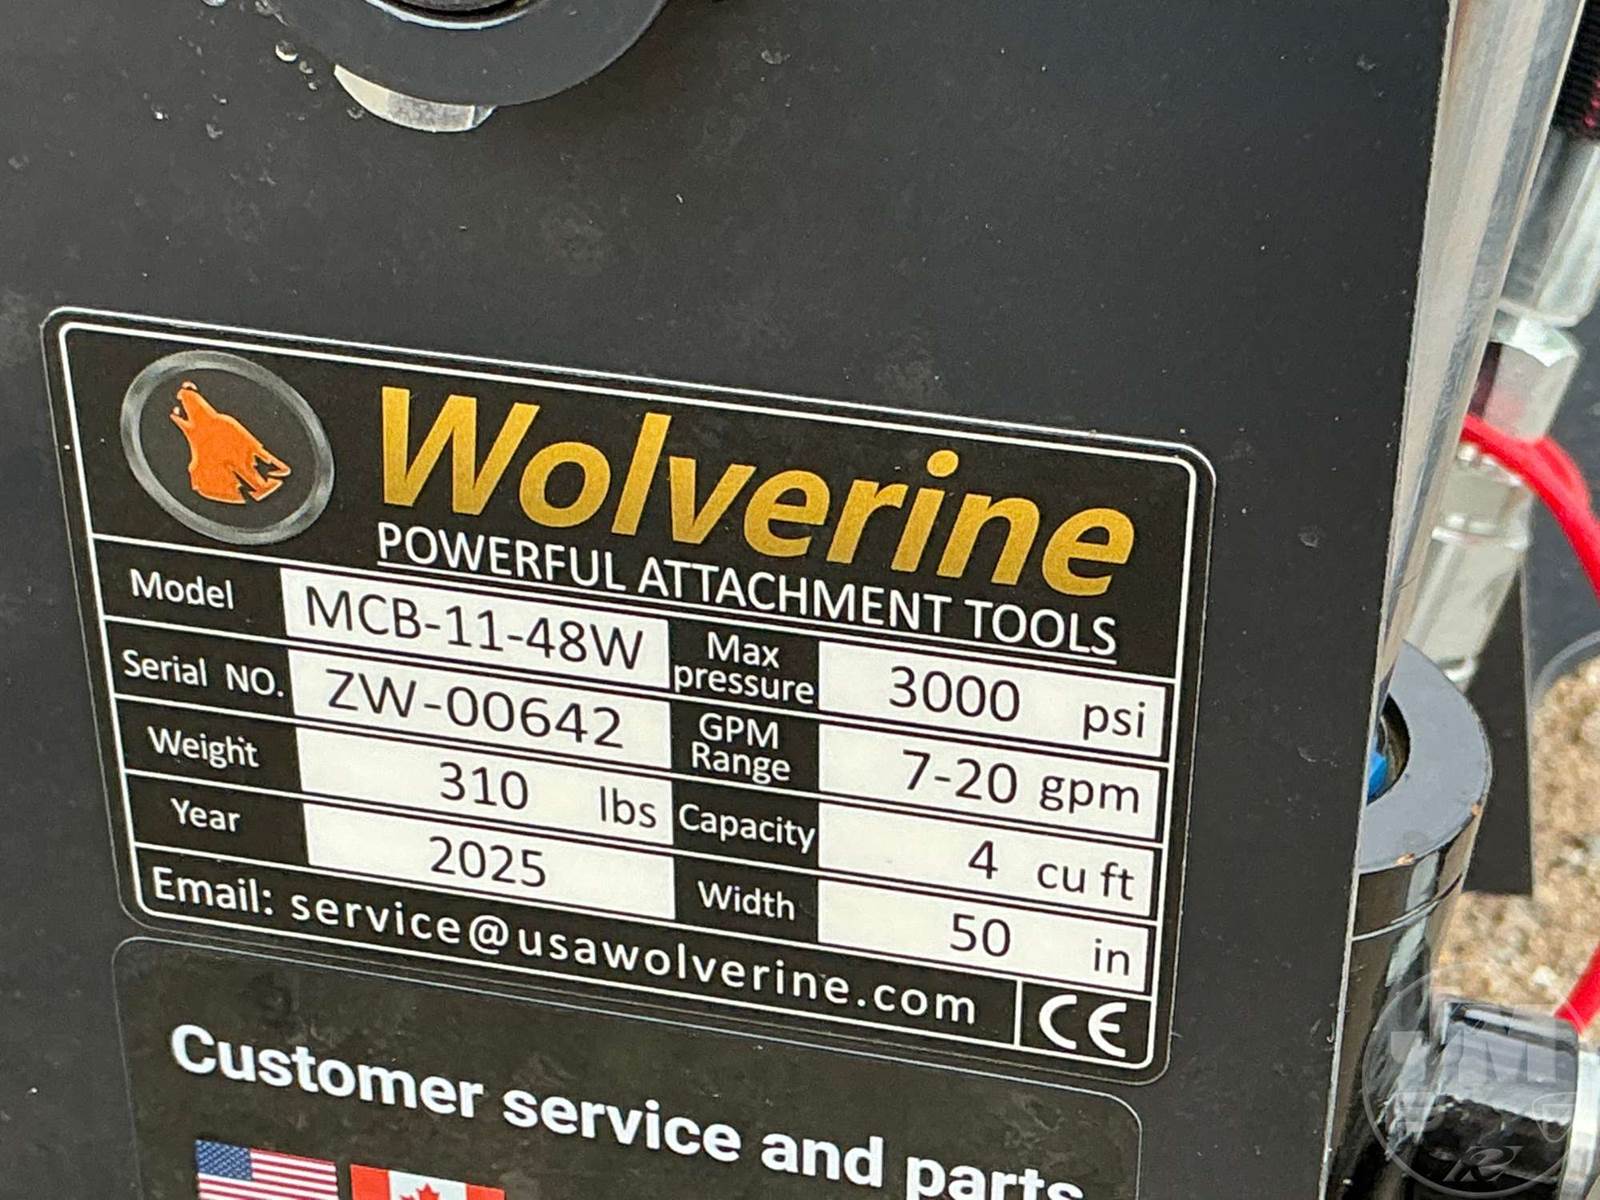 Wolverine
POWERFUL ATTACHMENT TOOLS
Model MCB-11-48W Max pressure 3000 psi
Serial NO. ZW-00642 GPM Range 7-20 gpm
Weight 310 lbs Capacity 4 cu ft
Year 2025 Width 50 in
Email: service@usawolverine.com CE
Customer service and parts